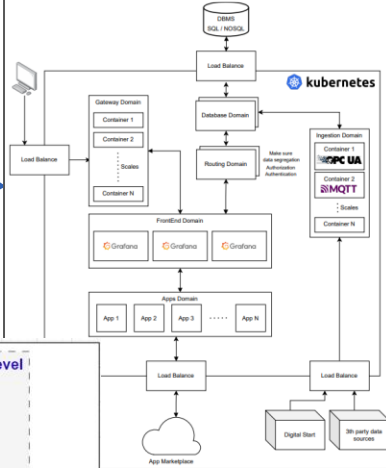 DBMS
SQL / NOSQL
Load Balance
kubernetes
Gateway Domain
Container 1
Container 2
Scales
Container N
Load Balance
Database Domain
Routing Domain
Make sure
data segregation
Authorization
Authentication
Ingestion Domain
Container 1
OPC UA
Container 2
MQTT
Scales
Container N
FrontEnd Domain
Grafana
Grafana
Grafana
Apps Domain
App 1
App 2
App 3
.....
App N
evel
Load Balance
Load Balance
App Marketplace
Digital Start
3th party data
sources